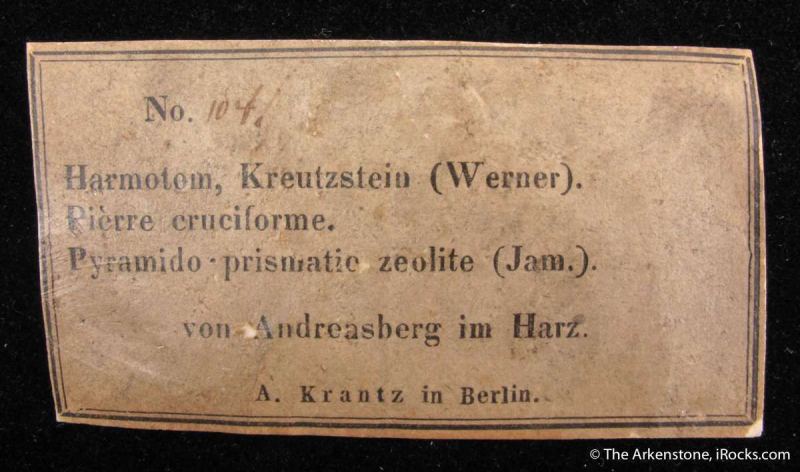 No. 104.
Harmotom, Kreutzstein (Werner).
Pièrre cruciforme.
Pyramido-prismatic zeolite (Jam.).
von Andreasberg im Harz.
A. Krantz in Berlin.
© The Arkenstone, iRocks.com